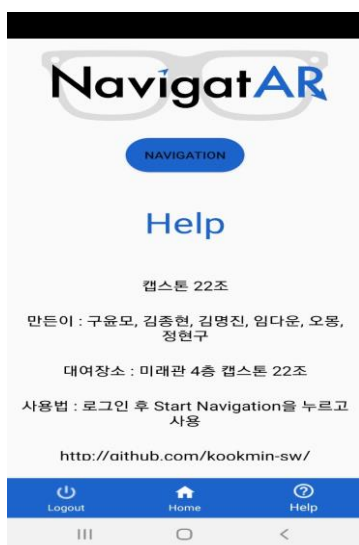 NavigatAR
NAVIGATION
Help
캡스톤 22조
만든이 : 구윤모, 김종현, 김명진, 임다운, 오몽,
정현구
대여장소 : 미래관 4층 캡스톤 22조
사용법 : 로그인 후 Start Navigation을 누르고
사용
http://github.com/kookmin-sw/
Logout Home Help